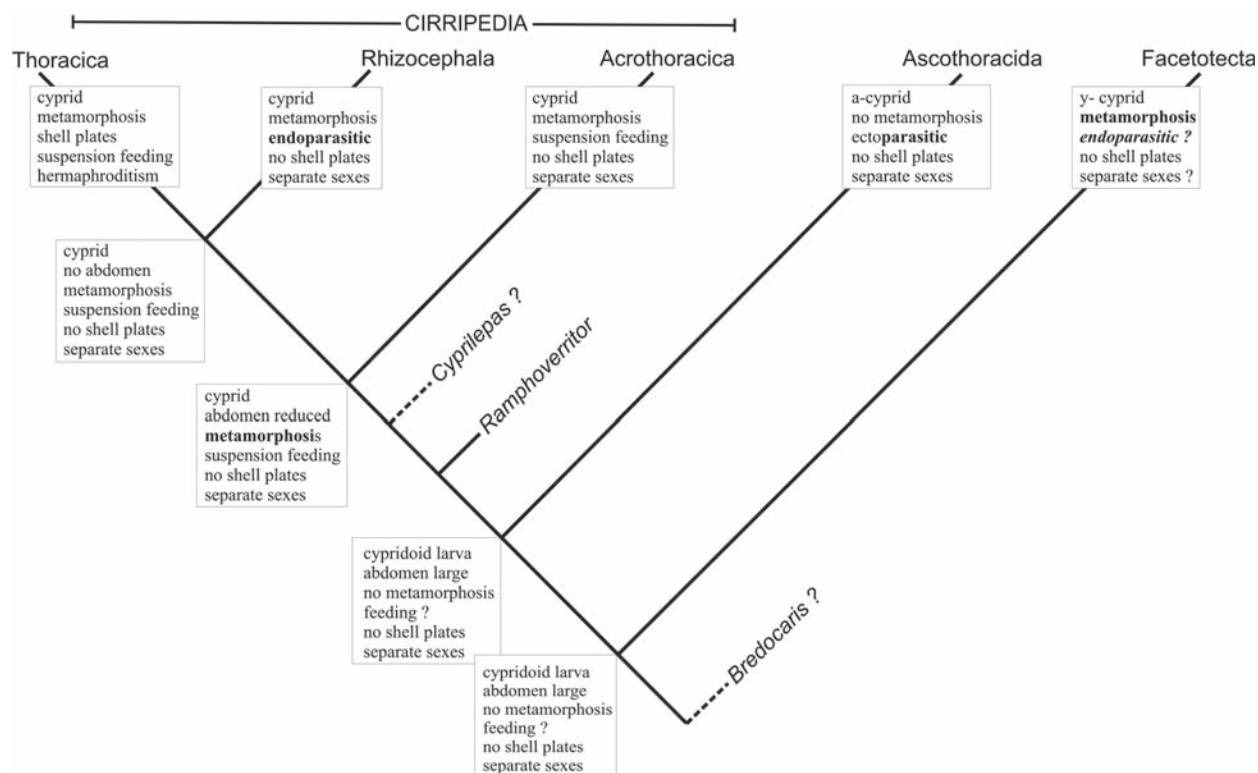 CIRRIPEDIA
Thoracica
Rhizocephala
Acrothoracica
Ascothoracida
Facetotecta
cyprid
metamorphosis
shell plates
suspension feeding
hermaphroditism
cyprid
metamorphosis
endoparasitic
no shell plates
separate sexes
cyprid
metamorphosis
suspension feeding
no shell plates
separate sexes
a-cyprid
no metamorphosis
ectoparasitic
no shell plates
separate sexes
y- cyprid
metamorphosis
endoparasitic ?
no shell plates
separate sexes ?
cyprid
no abdomen
metamorphosis
suspension feeding
no shell plates
separate sexes
Cyprilepas ?
Ramphoverritor
cyprid
abdomen reduced
metamorphosis
suspension feeding
no shell plates
separate sexes
cypridoid larva
abdomen large
no metamorphosis
feeding ?
no shell plates
separate sexes
Bredocaris ?
cypridoid larva
abdomen large
no metamorphosis
feeding ?
no shell plates
separate sexes